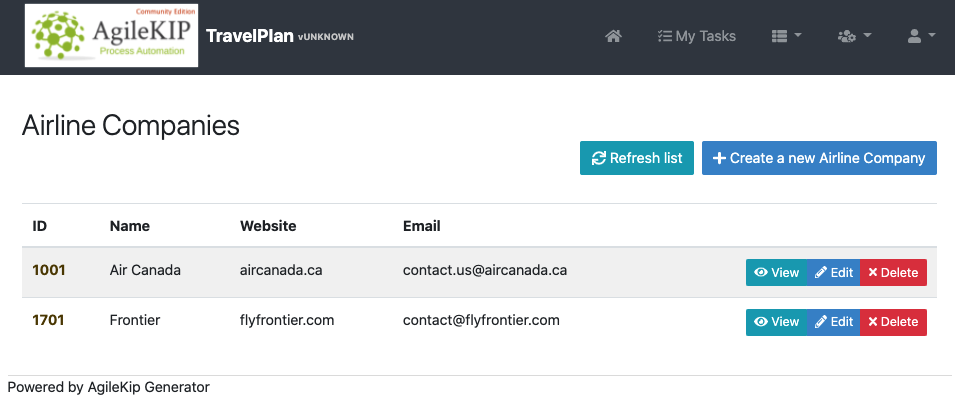 Community Edition
AgileKIP
Process Automation
TravelPlan vUNKNOWN
My Tasks
Airline Companies
Refresh list
Create a new Airline Company
ID Name Website Email
1001 Air Canada aircanada.ca contact.us@aircanada.ca View Edit Delete
1701 Frontier flyfrontier.com contact@flyfrontier.com View Edit Delete
Powered by AgileKip Generator